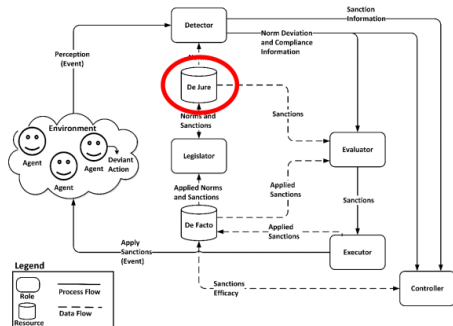 Sanction
Information
Detector
Norm Deviation
and Compliance
Information
Perception
(Event)
De Jure
Norms and
Sanctions
Sanctions
Environment
Agent
Agent
Deviant
Action
Agent
Legislator
Evaluator
Applied Norms
and Sanctions
Applied
Sanctions
Sanctions
De Facto
Applied
Sanctions
Apply
Sanctions
(Event)
Executor
Sanctions
Efficacy
Controller
Legend
Role
Process Flow
Resource
Data Flow